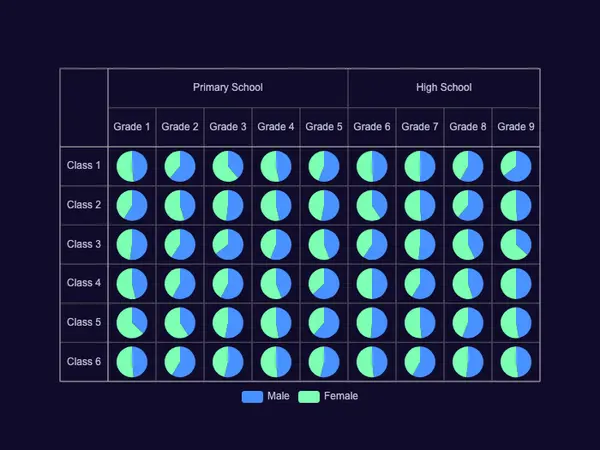 Primary School High School
Grade 1 Grade 2 Grade 3 Grade 4 Grade 5 Grade 6 Grade 7 Grade 8 Grade 9
Class 1
Class 2
Class 3
Class 4
Class 5
Class 6
Male Female